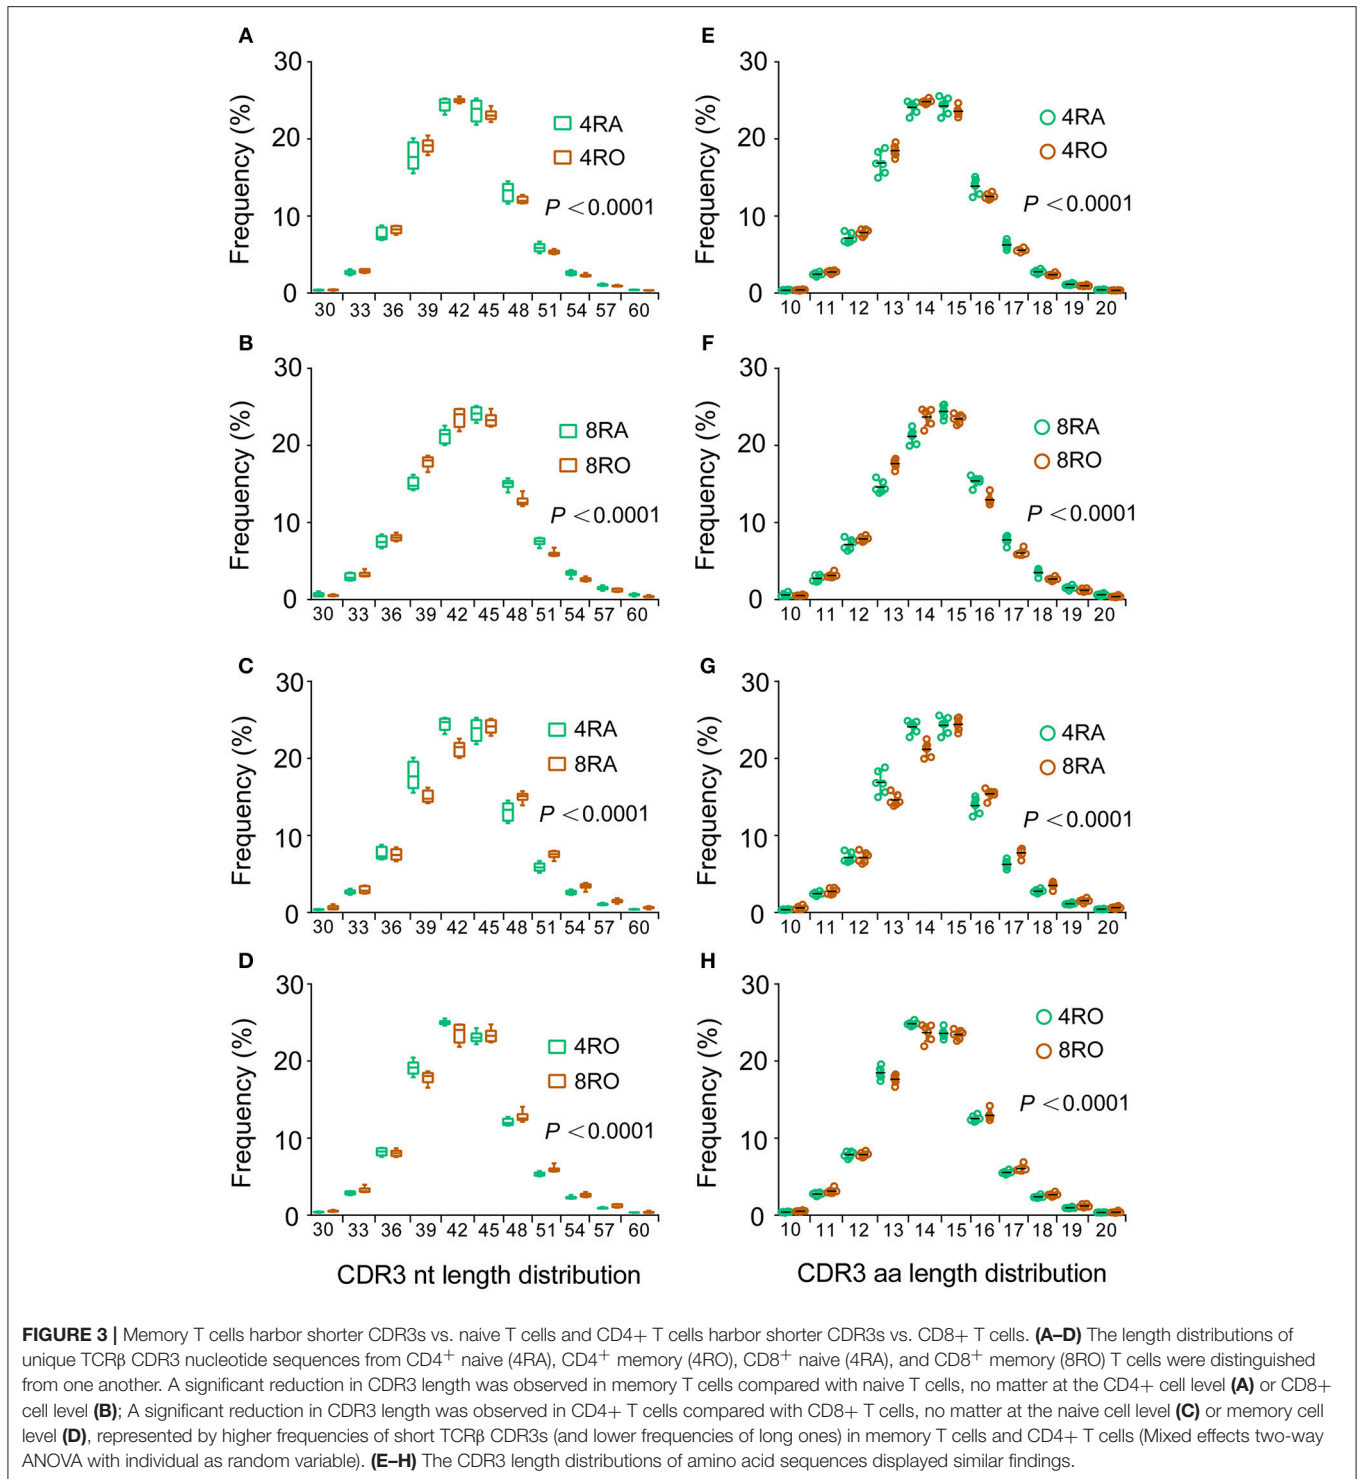 A
Frequency (%)
30
20
10
0
4RA
4RO
P <0.0001
30 33 36 39 42 45 48 51 54 57 60
E
Frequency (%)
30
20
10
0
4RA
4RO
P <0.0001
10 11 12 13 14 15 16 17 18 19 20
B
Frequency (%)
30
20
10
0
8RA
8RO
P <0.0001
30 33 36 39 42 45 48 51 54 57 60
F
Frequency (%)
30
20
10
0
8RA
8RO
P <0.0001
10 11 12 13 14 15 16 17 18 19 20
C
Frequency (%)
30
20
10
0
4RA
8RA
P <0.0001
30 33 36 39 42 45 48 51 54 57 60
G
Frequency (%)
30
20
10
0
4RA
8RA
P <0.0001
10 11 12 13 14 15 16 17 18 19 20
D
Frequency (%)
30
20
10
0
4RO
8RO
P <0.0001
30 33 36 39 42 45 48 51 54 57 60
CDR3 nt length distribution
H
Frequency (%)
30
20
10
0
4RO
8RO
P <0.0001
10 11 12 13 14 15 16 17 18 19 20
CDR3 aa length distribution
FIGURE 3 | Memory T cells harbor shorter CDR3s vs. naive T cells and CD4+ T cells harbor shorter CDR3s vs. CD8+ T cells. (A–D) The length distributions of
unique TCRβ CDR3 nucleotide sequences from CD4⁺ naive (4RA), CD4⁺ memory (4RO), CD8⁺ naive (4RA), and CD8⁺ memory (8RO) T cells were distinguished
from one another. A significant reduction in CDR3 length was observed in memory T cells compared with naive T cells, no matter at the CD4+ cell level (A) or CD8+
cell level (B); A significant reduction in CDR3 length was observed in CD4+ T cells compared with CD8+ T cells, no matter at the naive cell level (C) or memory cell
level (D), represented by higher frequencies of short TCRβ CDR3s (and lower frequencies of long ones) in memory T cells and CD4+ T cells (Mixed effects two-way
ANOVA with individual as random variable). (E–H) The CDR3 length distributions of amino acid sequences displayed similar findings.